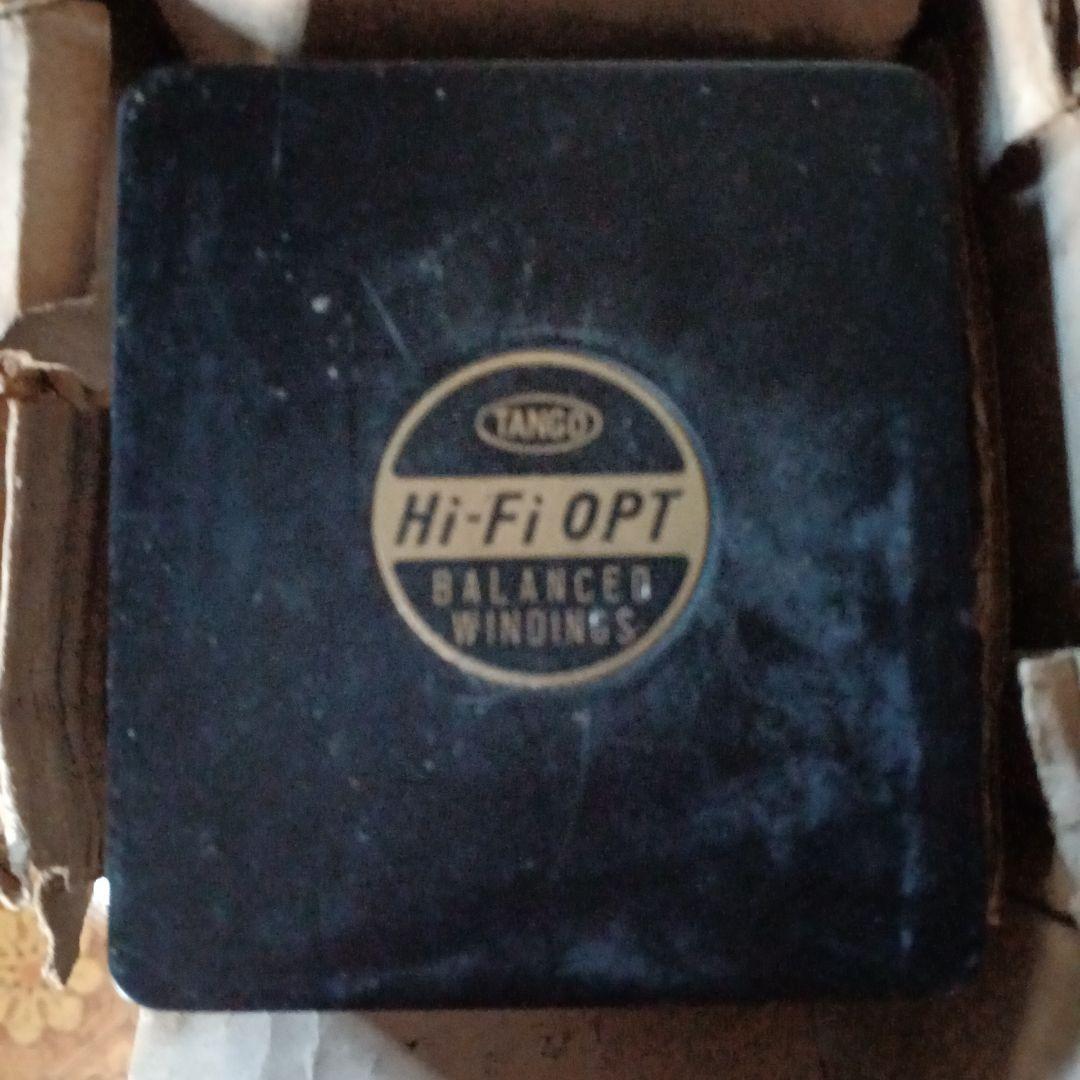 TANGO
Hi-Fi OPT
BALANCED
WINDINGS